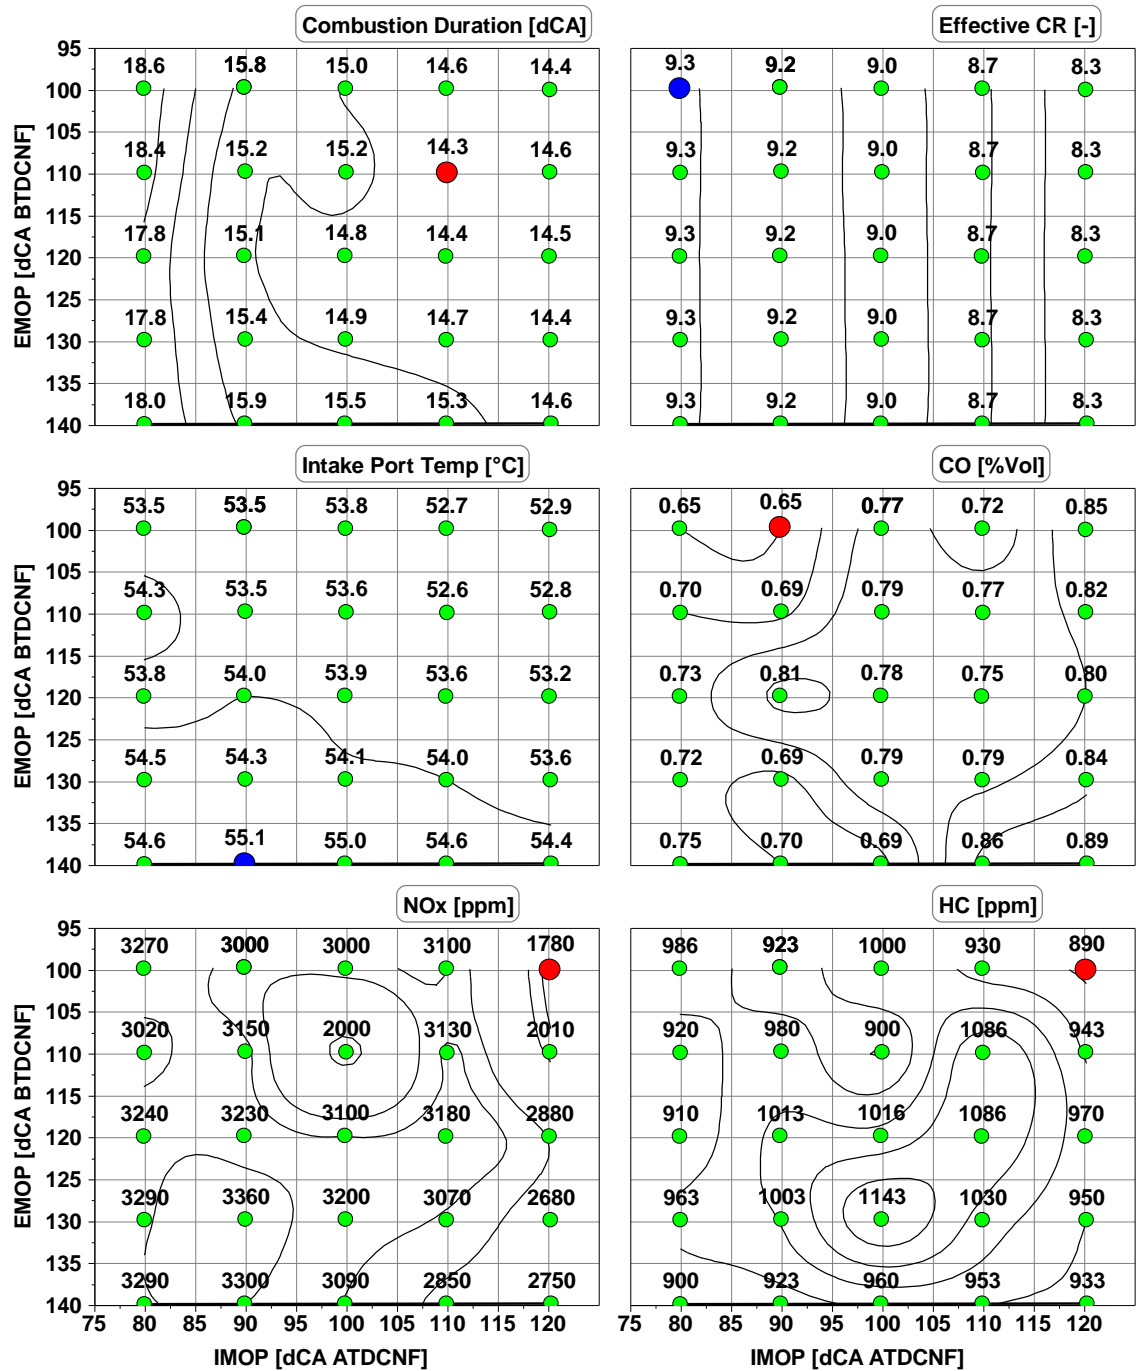 Combustion Duration [dCA]
Effective CR [-]
95
18.6 15.8 15.0 14.6 14.4
9.3 9.2 9.0 8.7 8.3
100
105
18.4 15.2 15.2 14.3 14.6
9.3 9.2 9.0 8.7 8.3
110
115
17.8 15.1 14.8 14.4 14.5
9.3 9.2 9.0 8.7 8.3
120
125
17.8 15.4 14.9 14.7 14.4
9.3 9.2 9.0 8.7 8.3
130
135
18.0 15.9 15.5 15.3 14.6
9.3 9.2 9.0 8.7 8.3
140
EMOP [dCA BTDCNF]
Intake Port Temp [°C]
CO [%Vol]
95
53.5 53.5 53.8 52.7 52.9
0.65 0.65 0.77 0.72 0.85
100
105
54.3 53.5 53.6 52.6 52.8
0.70 0.69 0.79 0.77 0.82
110
115
53.8 54.0 53.9 53.6 53.2
0.73 0.81 0.78 0.75 0.80
120
125
54.5 54.3 54.1 54.0 53.6
0.72 0.69 0.79 0.79 0.84
130
135
54.6 55.1 55.0 54.6 54.4
0.75 0.70 0.69 0.86 0.89
140
EMOP [dCA BTDCNF]
NOx [ppm]
HC [ppm]
95
3270 3000 3000 3100 1780
986 923 1000 930 890
100
105
3020 3150 2000 3130 2010
920 980 900 1086 943
110
115
3240 3230 3100 3180 2880
910 1013 1016 1086 970
120
125
3290 3360 3200 3070 2680
963 1003 1143 1030 950
130
135
3290 3300 3090 2850 2750
900 923 960 953 933
140
EMOP [dCA BTDCNF]
75 80 85 90 95 100 105 110 115 120
75 80 85 90 95 100 105 110 115 120
IMOP [dCA ATDCNF]
IMOP [dCA ATDCNF]